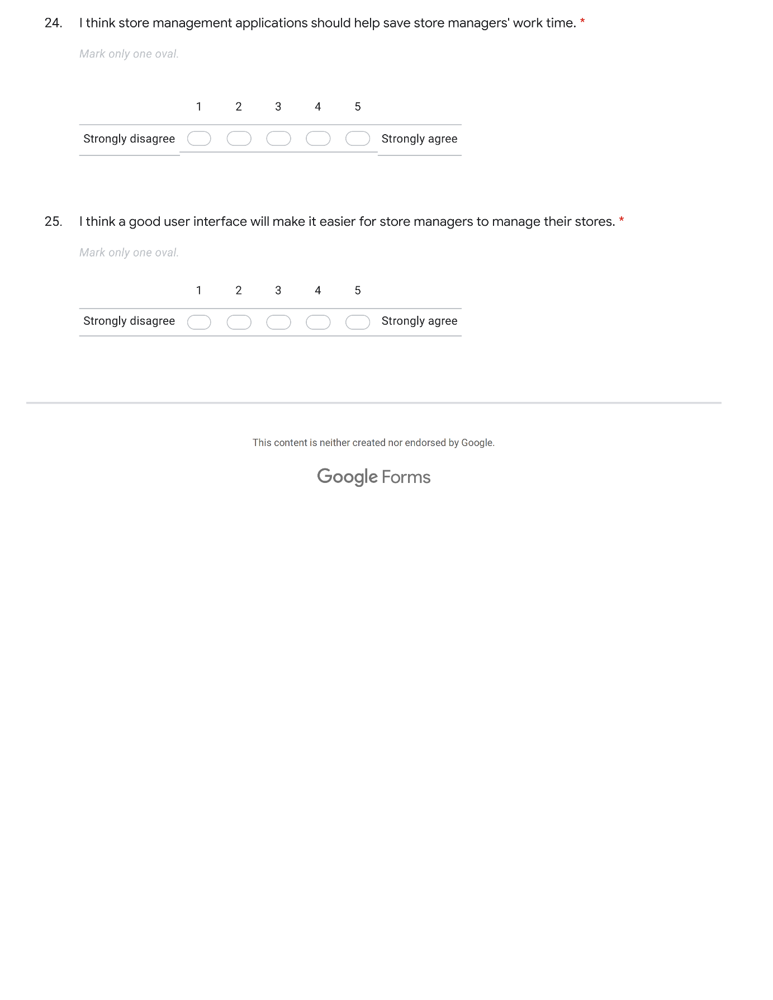 24. I think store management applications should help save store managers' work time. *
Mark only one oval.
1 2 3 4 5
Strongly disagree Strongly agree
25. I think a good user interface will make it easier for store managers to manage their stores. *
Mark only one oval.
1 2 3 4 5
Strongly disagree Strongly agree
This content is neither created nor endorsed by Google.
Google Forms